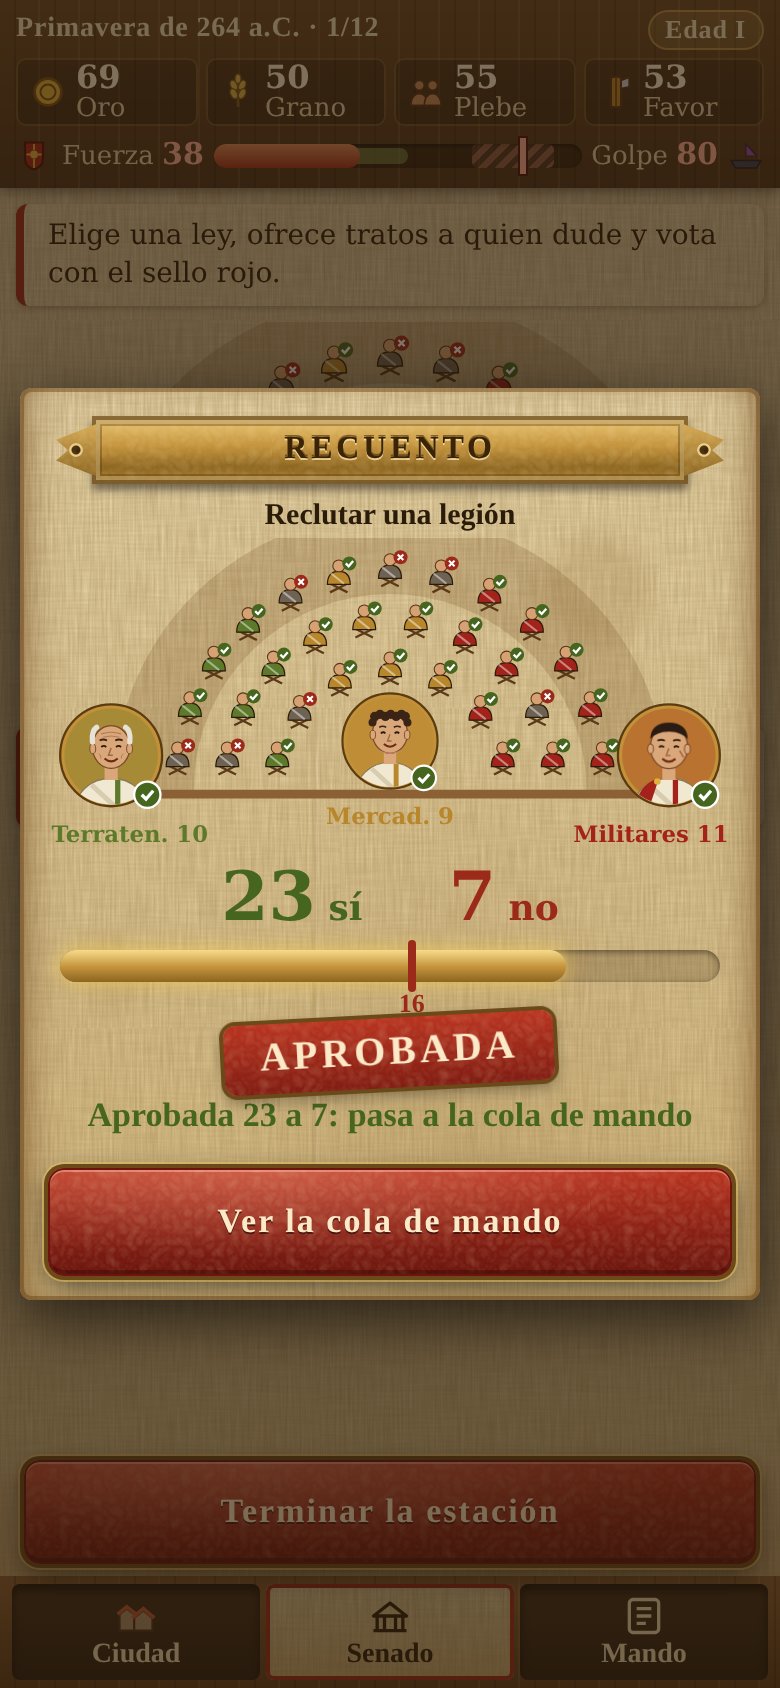 Primavera de 264 a.C. · 1/12
Edad I
69
Oro
50
Grano
55
Plebe
53
Favor
Fuerza 38
Golpe 80
Elige una ley, ofrece tratos a quien dude y vota
con el sello rojo.
RECUENTO
Reclutar una legión
Mercad. 9
Terraten. 10
Militares 11
23 sí
7 no
16
APROBADA
Aprobada 23 a 7: pasa a la cola de mando
Ver la cola de mando
Terminar la estación
Ciudad
Senado
Mando